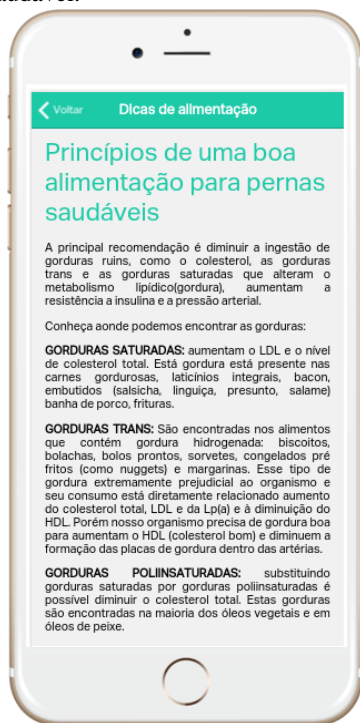 Voltar
Dicas de alimentação
Princípios de uma boa
alimentação para pernas
saudáveis
A principal recomendação é diminuir a ingestão de
gorduras ruins, como o colesterol, as gorduras
trans e as gorduras saturadas que alteram o
metabolismo lipídico(gordura), aumentam a
resistência a insulina e a pressão arterial.
Conheça aonde podemos encontrar as gorduras:
GORDURAS SATURADAS: aumentam o LDL e o nível
de colesterol total. Está gordura está presente nas
carnes gordurosas, laticínios integrais, bacon,
embutidos (salsicha, linguiça, presunto, salame)
banha de porco, frituras.
GORDURAS TRANS: São encontradas nos alimentos
que contém gordura hidrogenada: biscoitos,
bolachas, bolos prontos, sorvetes, congelados pré
fritos (como nuggets) e margarinas. Esse tipo de
gordura extremamente prejudicial ao organismo e
seu consumo está diretamente relacionado aumento
do colesterol total, LDL e da Lp(a) e à diminuição do
HDL. Porém nosso organismo precisa de gordura boa
para aumentam o HDL (colesterol bom) e diminuem a
formação das placas de gordura dentro das artérias.
GORDURAS POLIINSATURADAS: substituindo
gorduras saturadas por gorduras poliinsaturadas é
possível diminuir o colesterol total. Estas gorduras
são encontradas na maioria dos óleos vegetais e em
óleos de peixe.